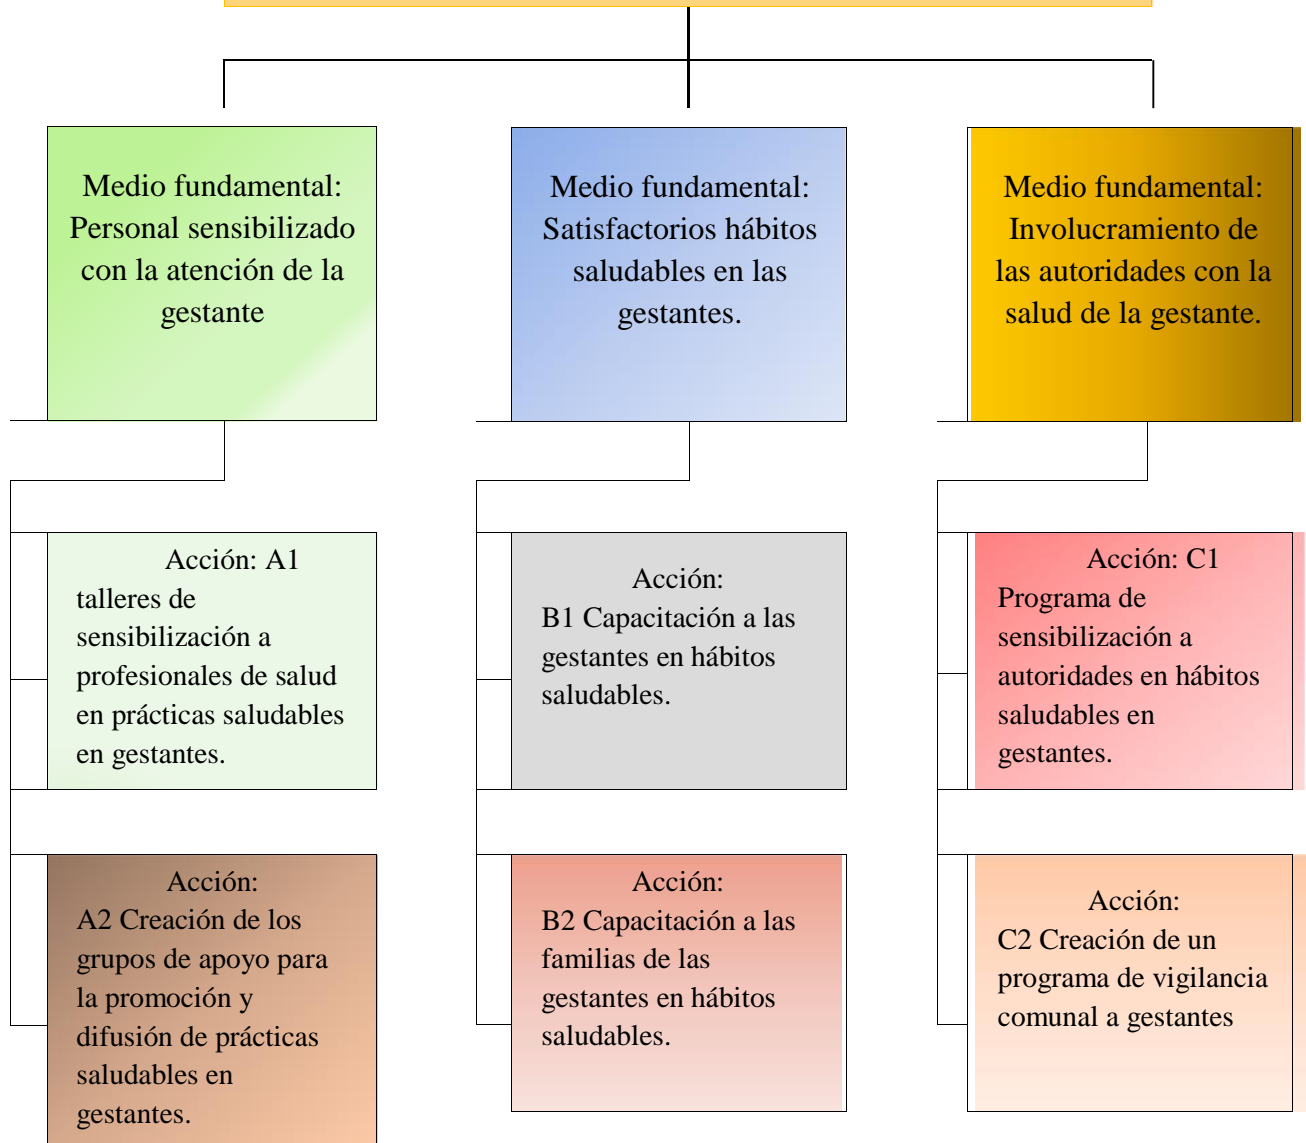 Medio fundamental:
Personal sensibilizado
con la atención de la
gestante
Medio fundamental:
Satisfactorios hábitos
saludables en las
gestantes.
Medio fundamental:
Involucramiento de
las autoridades con la
salud de la gestante.
Acción: A1
talleres de
sensibilización a
profesionales de salud
en prácticas saludables
en gestantes.
Acción:
B1 Capacitación a las
gestantes en hábitos
saludables.
Acción: C1
Programa de
sensibilización a
autoridades en hábitos
saludables en
gestantes.
Acción:
A2 Creación de los
grupos de apoyo para
la promoción y
difusión de prácticas
saludables en
gestantes.
Acción:
B2 Capacitación a las
familias de las
gestantes en hábitos
saludables.
Acción:
C2 Creación de un
programa de vigilancia
comunal a gestantes